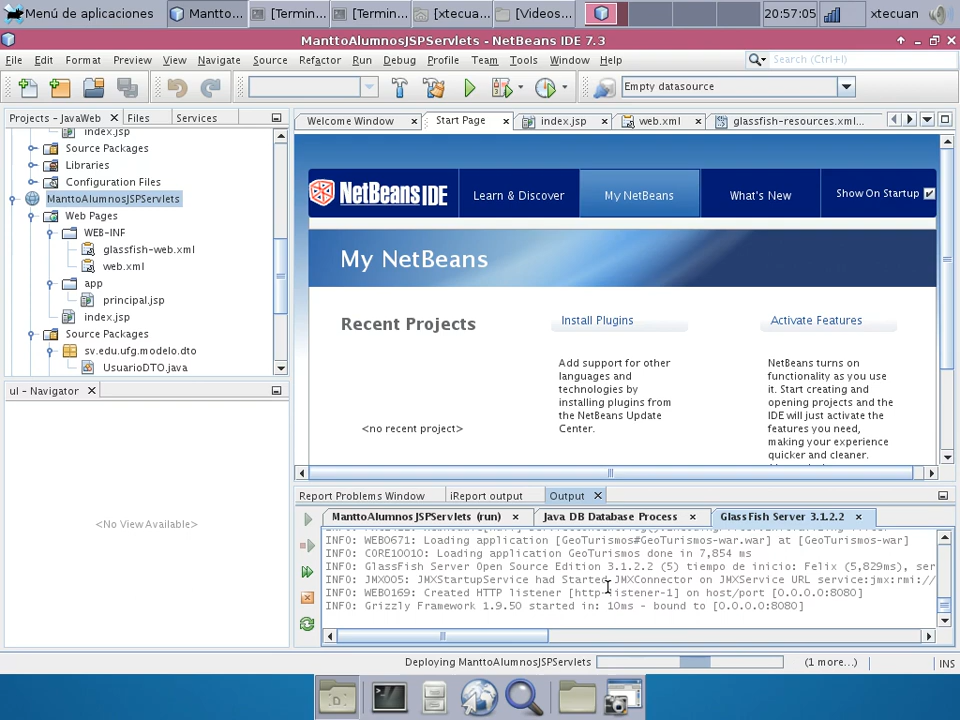 Menú de aplicaciones
Mantto...
[Termin...
[Termin...
[xtecua...
[Videos...
20:57:05
xtecuan
ManttoAlumnosJSPServlets - NetBeans IDE 7.3
File Edit Format Preview View Navigate Source Refactor Run Debug Profile Team Tools Window Help
Search (Ctrl+I)
Empty datasource
Projects - JavaWeb
Files
Services
index.jsp
Source Packages
Libraries
Configuration Files
ManttoAlumnosJSPServlets
Web Pages
WEB-INF
glassfish-web.xml
web.xml
app
principal.jsp
index.jsp
Source Packages
sv.edu.ufg.modelo.dto
UsuarioDTO.java
ul - Navigator
<No View Available>
Welcome Window
Start Page
index.jsp
web.xml
glassfish-resources.xml...
NetBeans IDE
Learn & Discover
My NetBeans
What's New
Show On Startup
My NetBeans
Recent Projects
<no recent project>
Install Plugins
Add support for other
languages and
technologies by
installing plugins from
the NetBeans Update
Center.
Activate Features
NetBeans turns on
functionality as you use
it. Start creating and
opening projects and the
IDE will just activate the
features you need,
making your experience
quicker and cleaner.
Report Problems Window
iReport output
Output
ManttoAlumnosJSPServlets (run)
Java DB Database Process
GlassFish Server 3.1.2.2
INFO: WEB0671: Loading application [GeoTurismos#GeoTurismos-war.war] at [GeoTurismos-war]
INFO: CORE10010: Loading application GeoTurismos done in 7,854 ms
INFO: GlassFish Server Open Source Edition 3.1.2.2 (5) tiempo de inicio: Felix (5,829ms), ser
INFO: JMX005: JMXStartupService had Started JMXConnector on JMXService URL service:jmx:rmi://
INFO: WEB0169: Created HTTP listener [http-listener-1] on host/port [0.0.0.0:8080]
INFO: Grizzly Framework 1.9.50 started in: 10ms - bound to [0.0.0.0:8080]
Deploying ManttoAlumnosJSPServlets
(1 more...)
INS